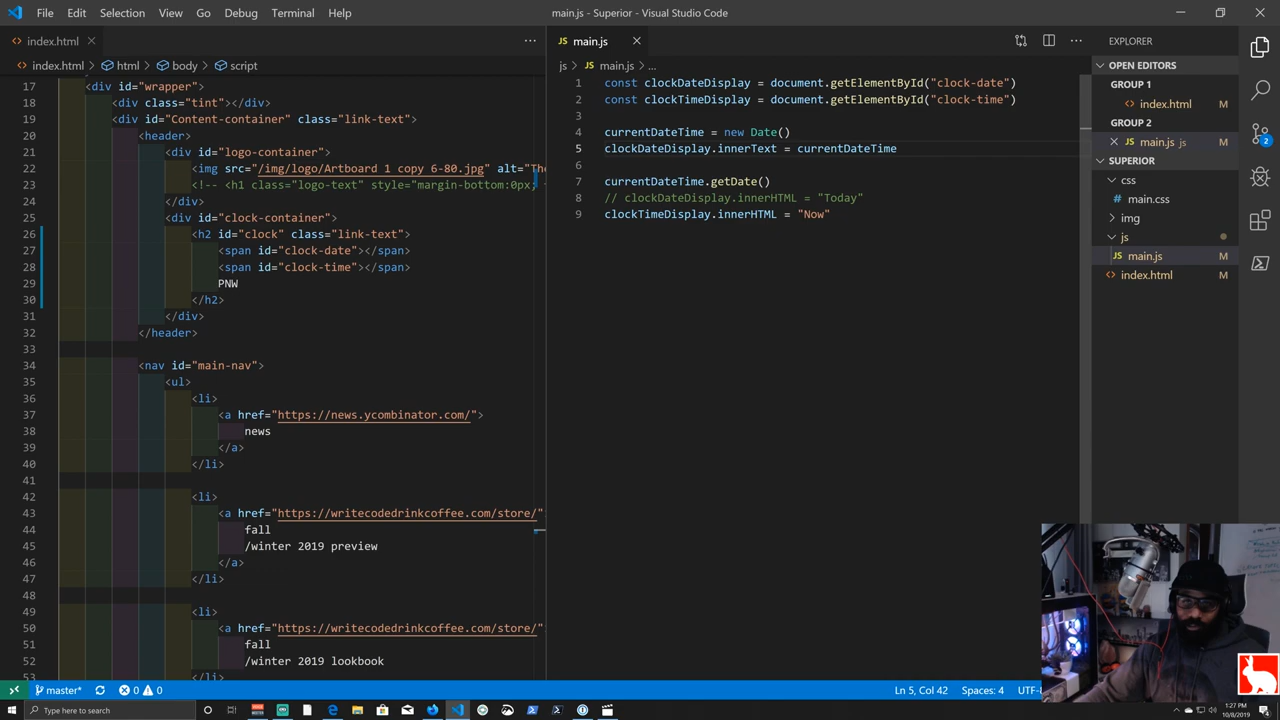 File Edit Selection View Go Debug Terminal Help
main.js - Superior - Visual Studio Code
index.html
main.js
EXPLORER
index.html > html > body > script
js > main.js > ...
OPEN EDITORS
GROUP 1
index.html M
GROUP 2
main.js js M
SUPERIOR
css
main.css
img
js
main.js M
index.html M
2
17 <div id="wrapper">
18 <div class="tint"></div>
19 <div id="Content-container" class="link-text">
20 <header>
21 <div id="logo-container">
22 <img src="/img/logo/Artboard 1 copy 6-80.jpg" alt="Th
23 <!-- <h1 class="logo-text" style="margin-bottom:0px;
24 </div>
25 <div id="clock-container">
26 <h2 id="clock" class="link-text">
27 <span id="clock-date"></span>
28 <span id="clock-time"></span>
29 PNW
30 </h2>
31 </div>
32 </header>
33
34 <nav id="main-nav">
35 <ul>
36 <li>
37 <a href="https://news.ycombinator.com/">
38 news
39 </a>
40 </li>
41
42 <li>
43 <a href="https://writecodedrinkcoffee.com/store/"
44 fall
45 /winter 2019 preview
46 </a>
47 </li>
48
49 <li>
50 <a href="https://writecodedrinkcoffee.com/store/"
51 fall
52 /winter 2019 lookbook
53 </li>
1 const clockDateDisplay = document.getElementById("clock-date")
2 const clockTimeDisplay = document.getElementById("clock-time")
3
4 currentDateTime = new Date()
5 clockDateDisplay.innerText = currentDateTime
6
7 currentDateTime.getDate()
8 // clockDateDisplay.innerHTML = "Today"
9 clockTimeDisplay.innerHTML = "Now"
master* 0 0
Ln 5, Col 42 Spaces: 4 UTF-
Type here to search
1:27 PM
10/8/2019